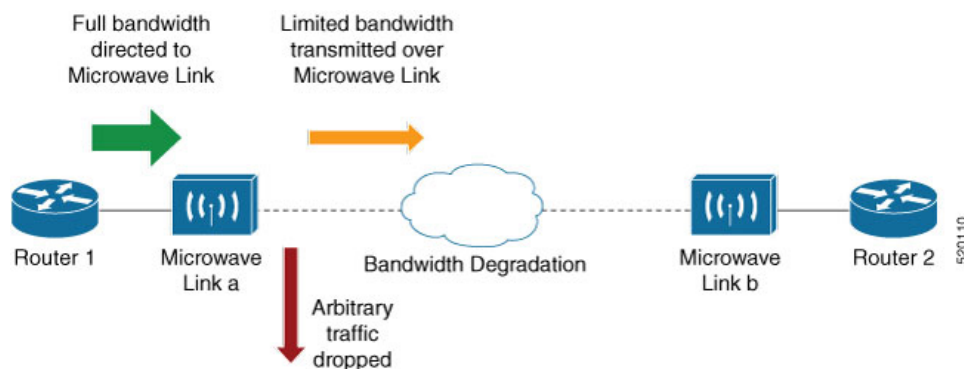 Full bandwidth
directed to
Microwave Link
Limited bandwidth
transmitted over
Microwave Link
Router 1
Microwave
Link a
Bandwidth Degradation
Microwave
Link b
Router 2
Arbitrary
traffic
dropped
520110